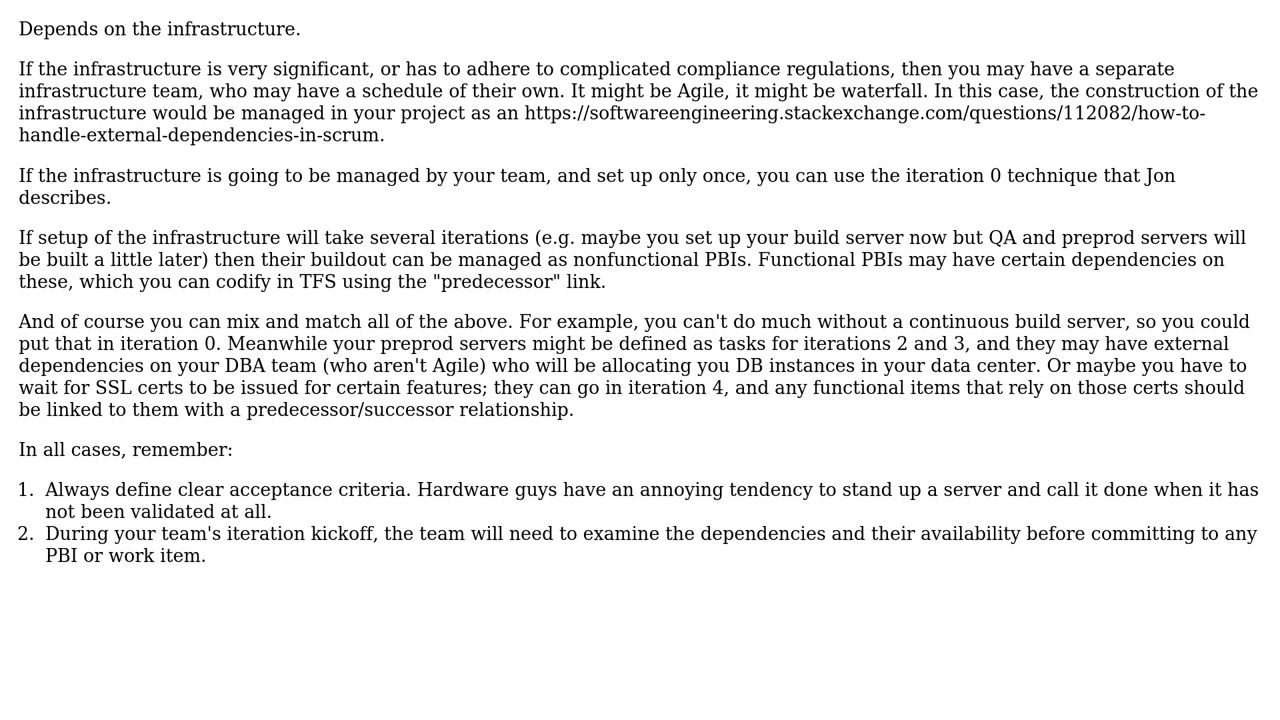 Depends on the infrastructure.
If the infrastructure is very significant, or has to adhere to complicated compliance regulations, then you may have a separate
infrastructure team, who may have a schedule of their own. It might be Agile, it might be waterfall. In this case, the construction of the
infrastructure would be managed in your project as an https://softwareengineering.stackexchange.com/questions/112082/how-to-
handle-external-dependencies-in-scrum.
If the infrastructure is going to be managed by your team, and set up only once, you can use the iteration 0 technique that Jon
describes.
If setup of the infrastructure will take several iterations (e.g. maybe you set up your build server now but QA and preprod servers will
be built a little later) then their buildout can be managed as nonfunctional PBIs. Functional PBIs may have certain dependencies on
these, which you can codify in TFS using the "predecessor" link.
And of course you can mix and match all of the above. For example, you can't do much without a continuous build server, so you could
put that in iteration 0. Meanwhile your preprod servers might be defined as tasks for iterations 2 and 3, and they may have external
dependencies on your DBA team (who aren't Agile) who will be allocating you DB instances in your data center. Or maybe you have to
wait for SSL certs to be issued for certain features; they can go in iteration 4, and any functional items that rely on those certs should
be linked to them with a predecessor/successor relationship.
In all cases, remember:
1. Always define clear acceptance criteria. Hardware guys have an annoying tendency to stand up a server and call it done when it has
not been validated at all.
2. During your team's iteration kickoff, the team will need to examine the dependencies and their availability before committing to any
PBI or work item.